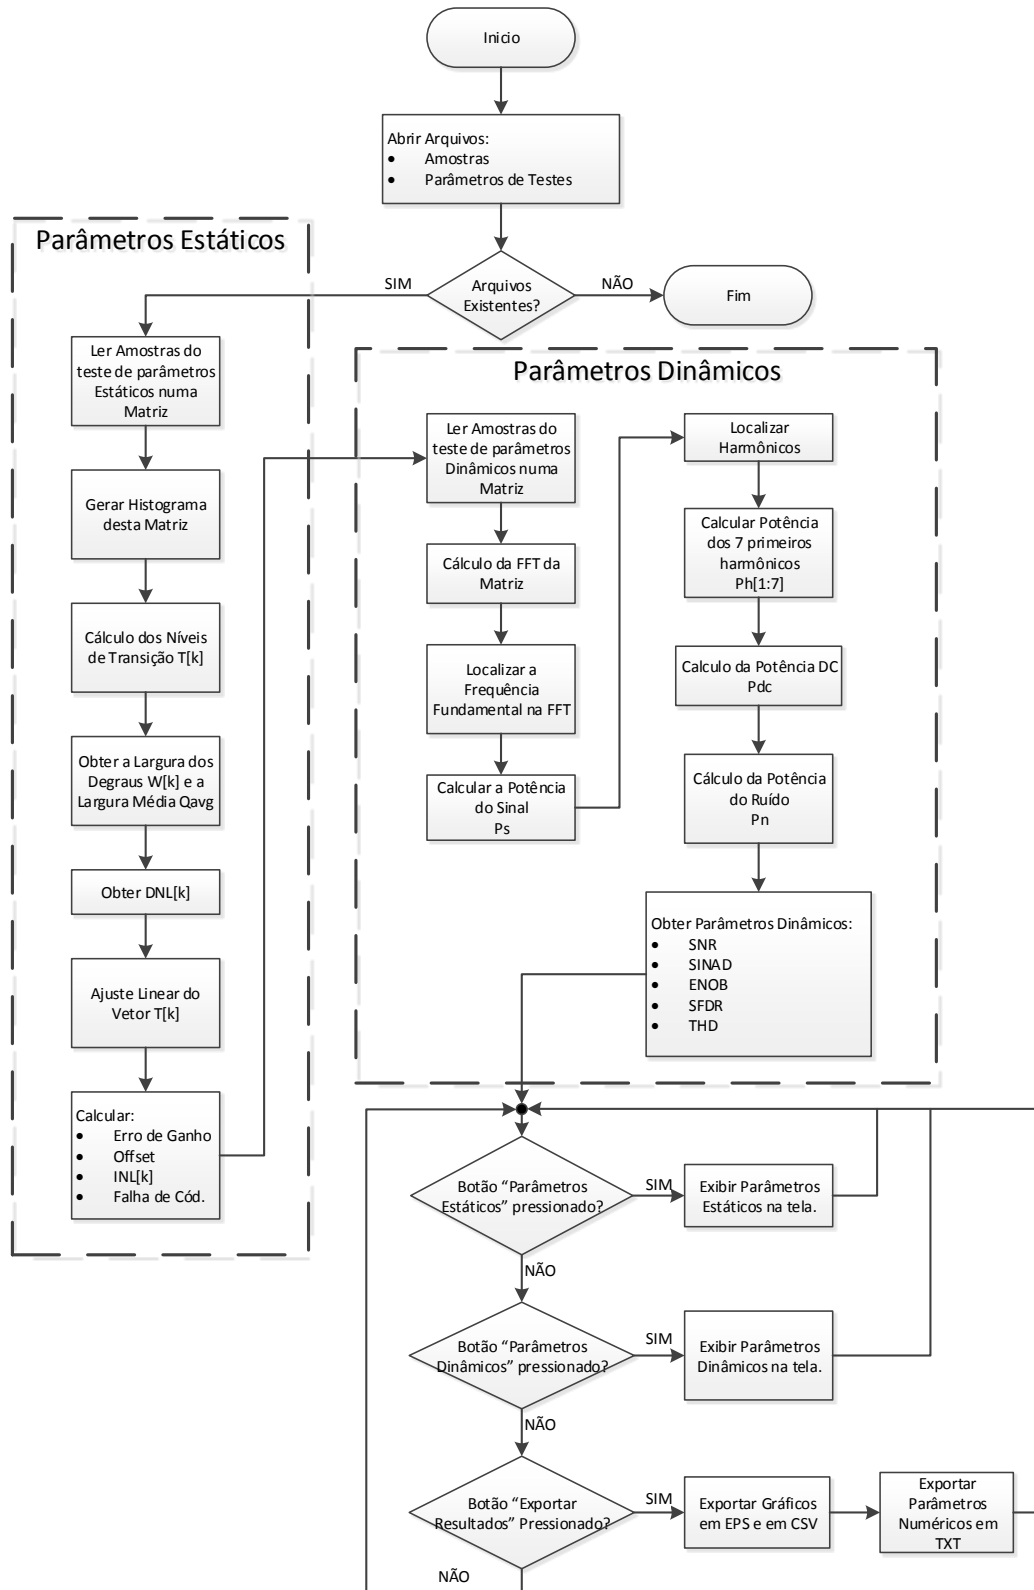 Inicio
Abrir Arquivos:
• Amostras
• Parâmetros de Testes
Arquivos
Existentes?
SIM
NÃO
Fim
Parâmetros Estáticos
Ler Amostras do
teste de parâmetros
Estáticos numa
Matriz
Gerar Histograma
desta Matriz
Cálculo dos Níveis
de Transição T[k]
Obter a Largura dos
Degraus W[k] e a
Largura Média Qavg
Obter DNL[k]
Ajuste Linear do
Vetor T[k]
Calcular:
• Erro de Ganho
• Offset
• INL[k]
• Falha de Cód.
Parâmetros Dinâmicos
Ler Amostras do
teste de parâmetros
Dinâmicos numa
Matriz
Cálculo da FFT da
Matriz
Localizar a
Frequência
Fundamental na FFT
Calcular a Potência
do Sinal
Ps
Localizar
Harmônicos
Calcular Potência
dos 7 primeiros
harmônicos
Ph[1:7]
Calculo da Potência DC
Pdc
Cálculo da Potência
do Ruído
Pn
Obter Parâmetros Dinâmicos:
• SNR
• SINAD
• ENOB
• SFDR
• THD
Botão “Parâmetros
Estáticos” pressionado?
SIM
Exibir Parâmetros
Estáticos na tela.
NÃO
Botão “Parâmetros
Dinâmicos” pressionado?
SIM
Exibir Parâmetros
Dinâmicos na tela.
NÃO
Botão “Exportar
Resultados” Pressionado?
SIM
Exportar Gráficos
em EPS e em CSV
Exportar
Parâmetros
Numéricos em
TXT
NÃO